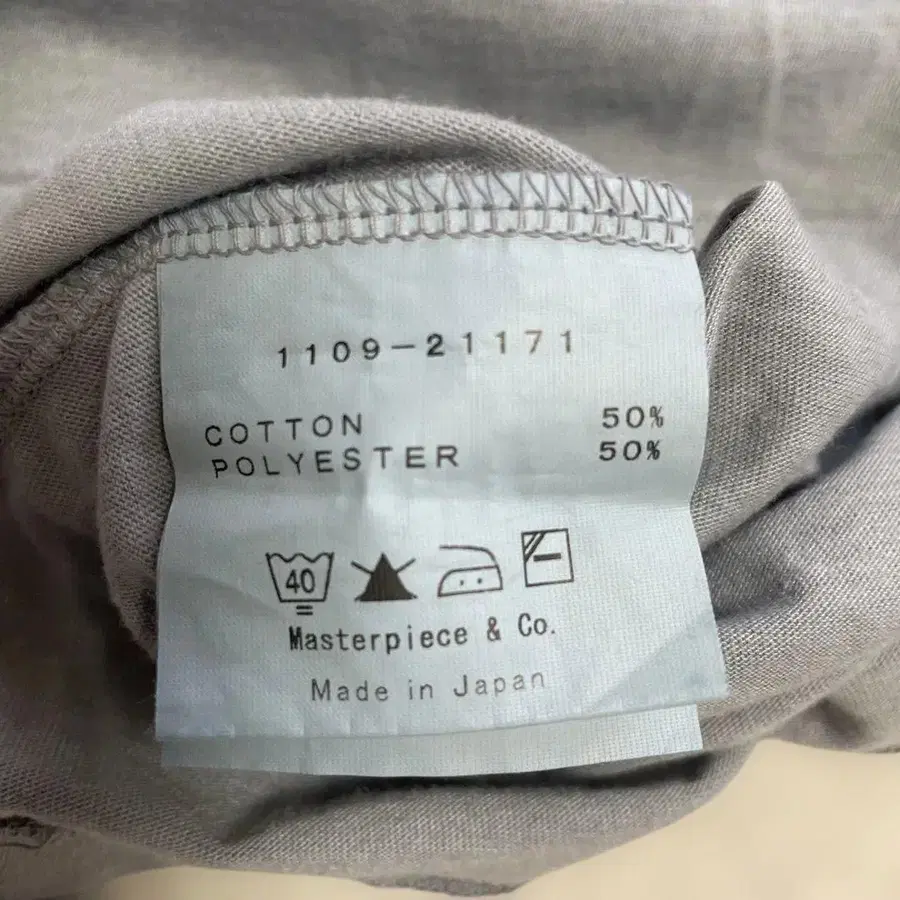 1109-21171
COTTON 50%
POLYESTER 50%
40
Masterpiece & Co.
Made in Japan